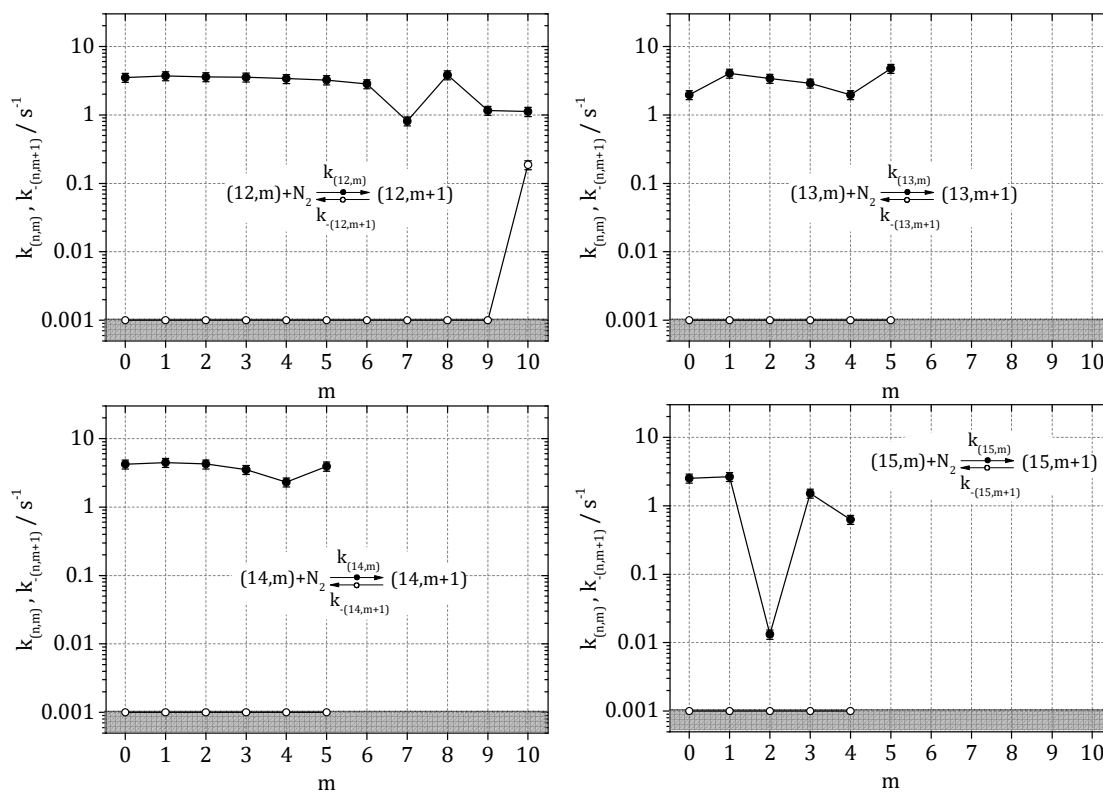 k(n,m) , k-(n,m+1) / s⁻¹
10
1
0.1
0.01
0.001
k(12,m)
(12,m)+N₂ (12,m+1)
k-(12,m+1)
0 1 2 3 4 5 6 7 8 9 10
m
k(n,m) , k-(n,m+1) / s⁻¹
10
1
0.1
0.01
0.001
k(13,m)
(13,m)+N₂ (13,m+1)
k-(13,m+1)
0 1 2 3 4 5 6 7 8 9 10
m
k(n,m) , k-(n,m+1) / s⁻¹
10
1
0.1
0.01
0.001
k(14,m)
(14,m)+N₂ (14,m+1)
k-(14,m+1)
0 1 2 3 4 5 6 7 8 9 10
m
k(n,m) , k-(n,m+1) / s⁻¹
10
1
0.1
0.01
0.001
k(15,m)
(15,m)+N₂ (15,m+1)
k-(15,m+1)
0 1 2 3 4 5 6 7 8 9 10
m